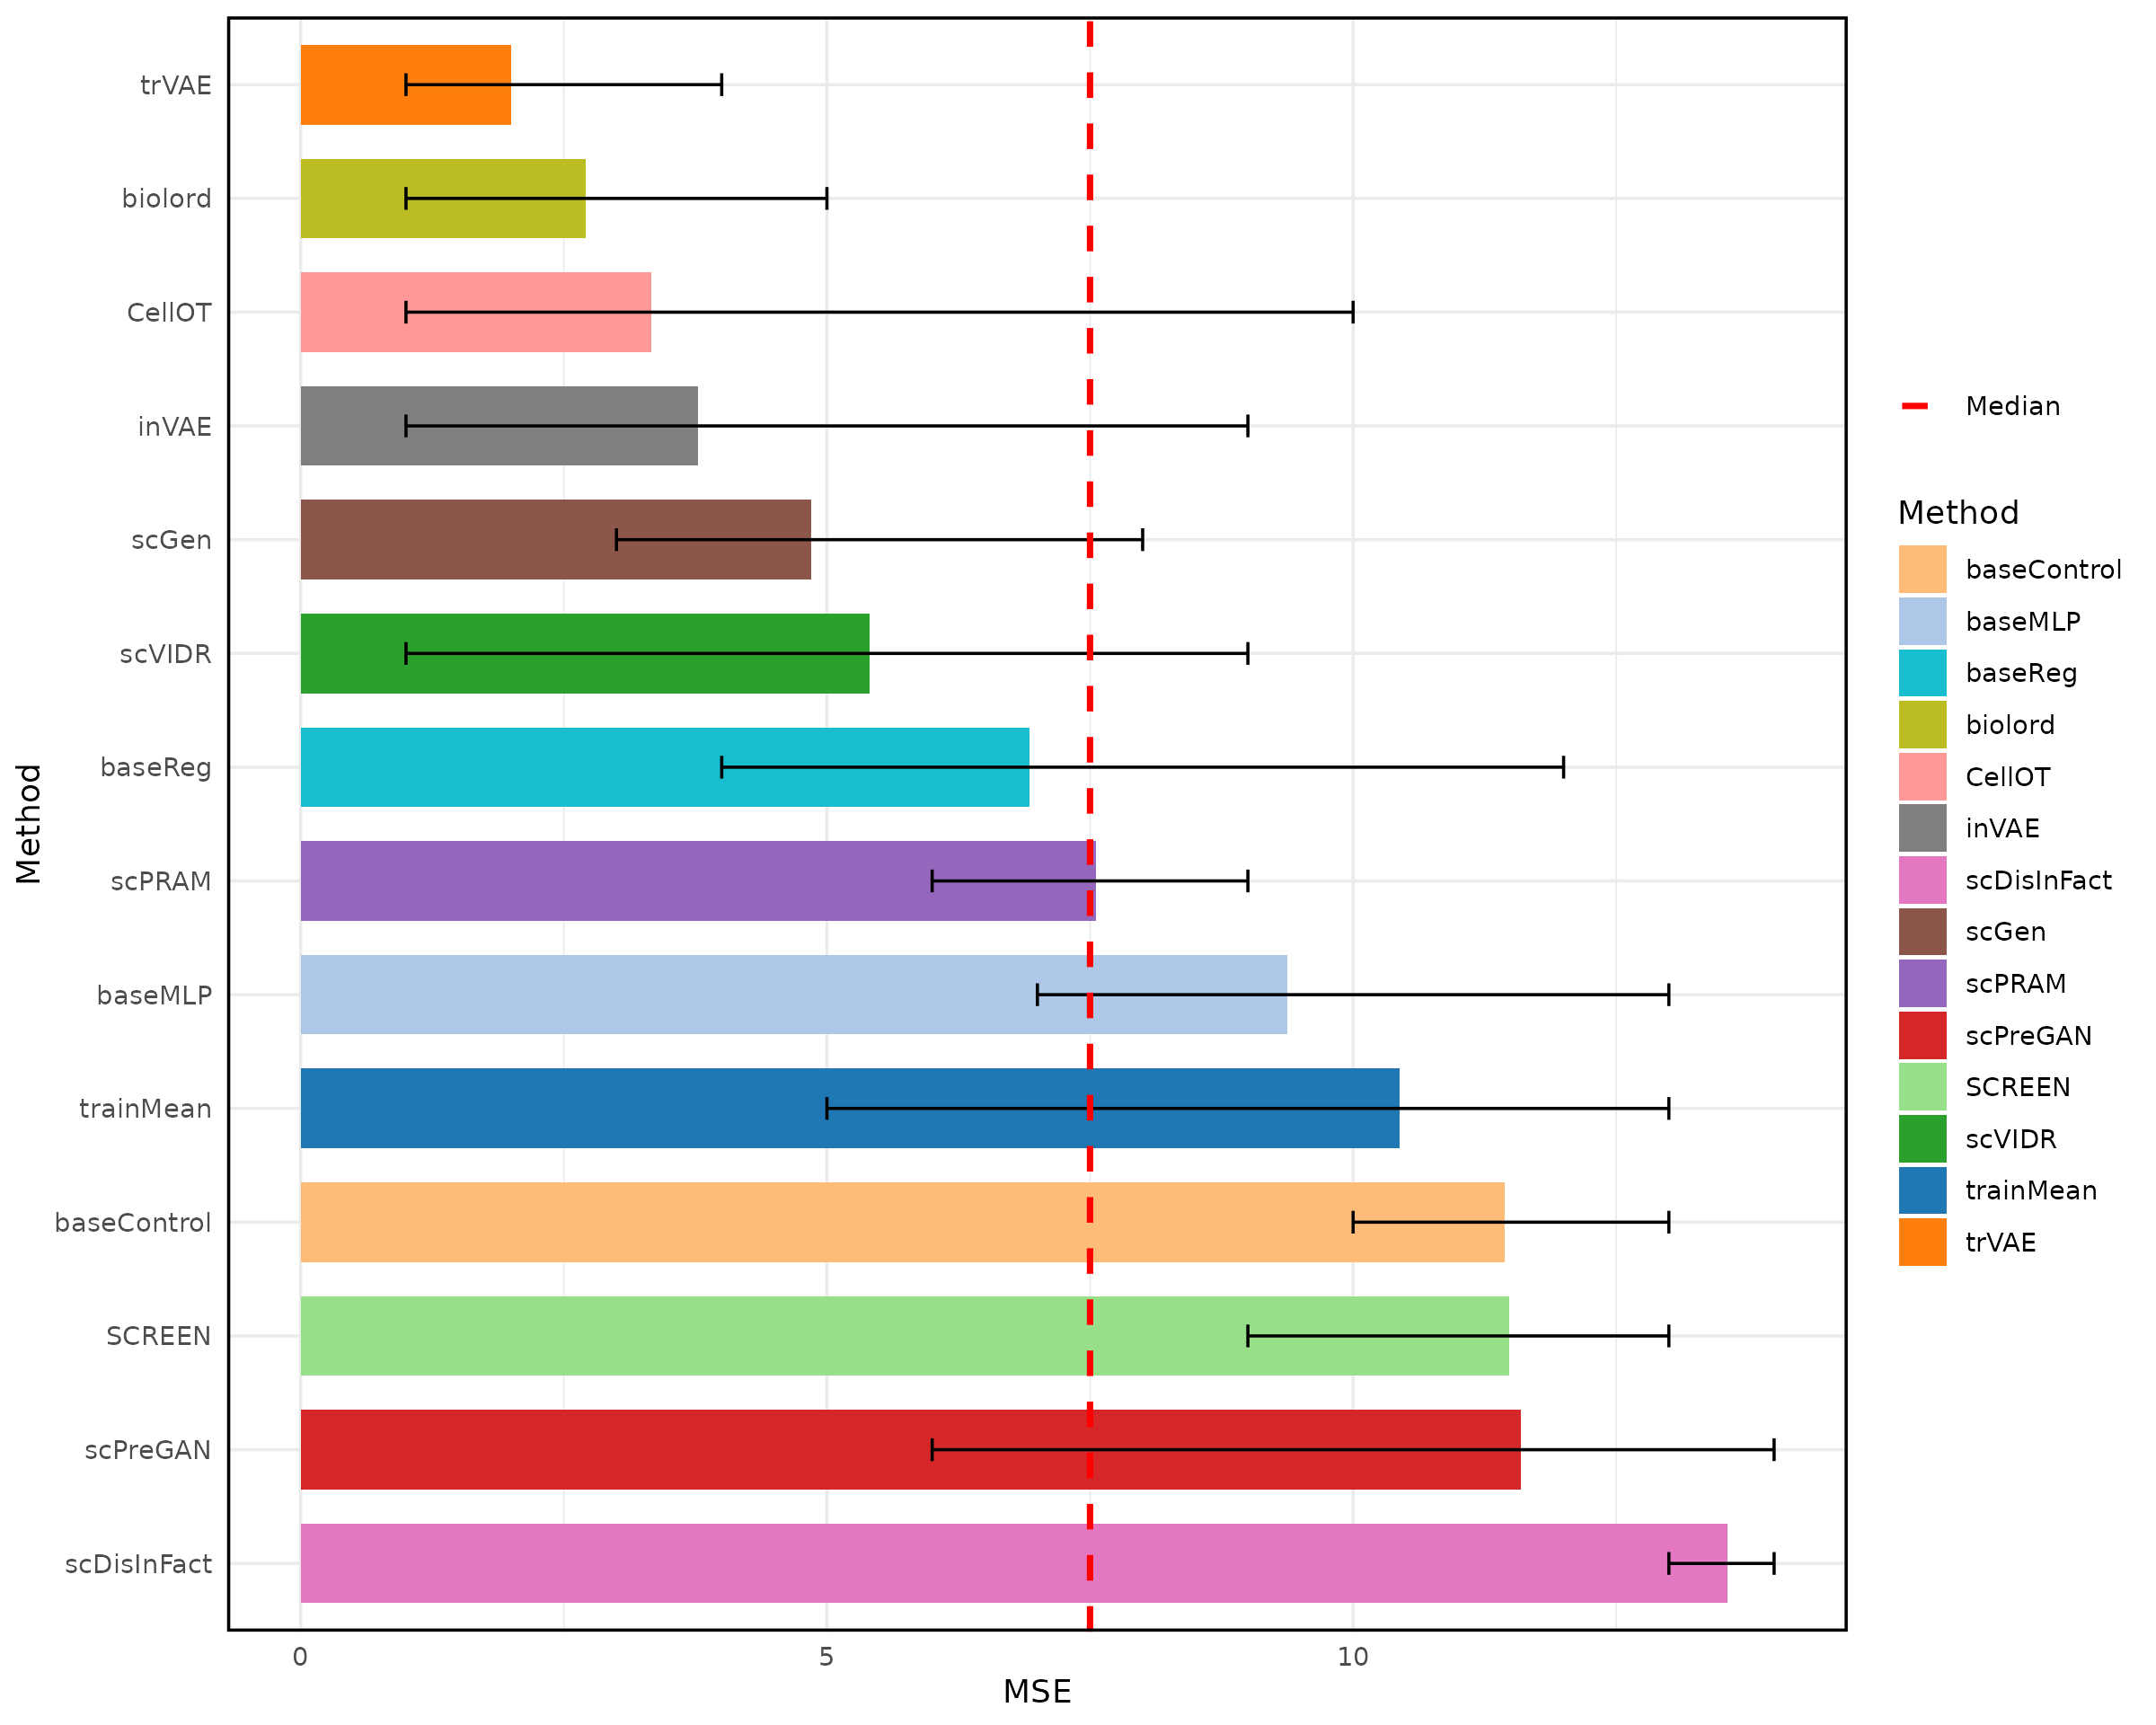 trVAE
biolord
CellOT
inVAE
scGen
scVIDR
baseReg
scPRAM
baseMLP
trainMean
baseControl
SCREEN
scPreGAN
scDisInFact
Method
0 5 10
MSE
Median
Method
baseControl
baseMLP
baseReg
biolord
CellOT
inVAE
scDisInFact
scGen
scPRAM
scPreGAN
SCREEN
scVIDR
trainMean
trVAE